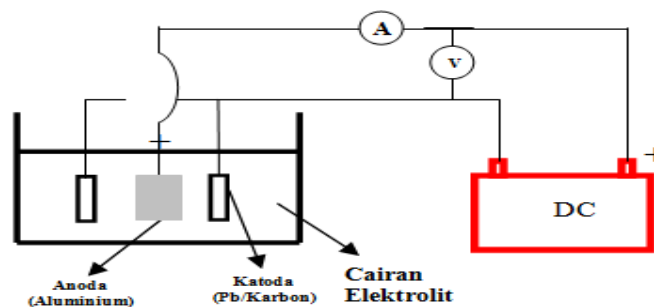 A
V
+
+
DC
Anoda
(Aluminium)
Katoda
(Pb/Karbon)
Cairan
Elektrolit